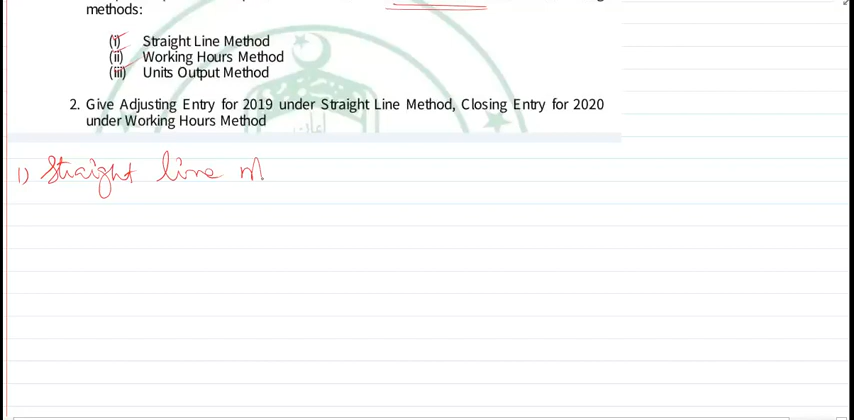 methods:
(i) Straight Line Method
(ii) Working Hours Method
(iii) Units Output Method
2. Give Adjusting Entry for 2019 under Straight Line Method, Closing Entry for 2020
under Working Hours Method
1) Straight line M